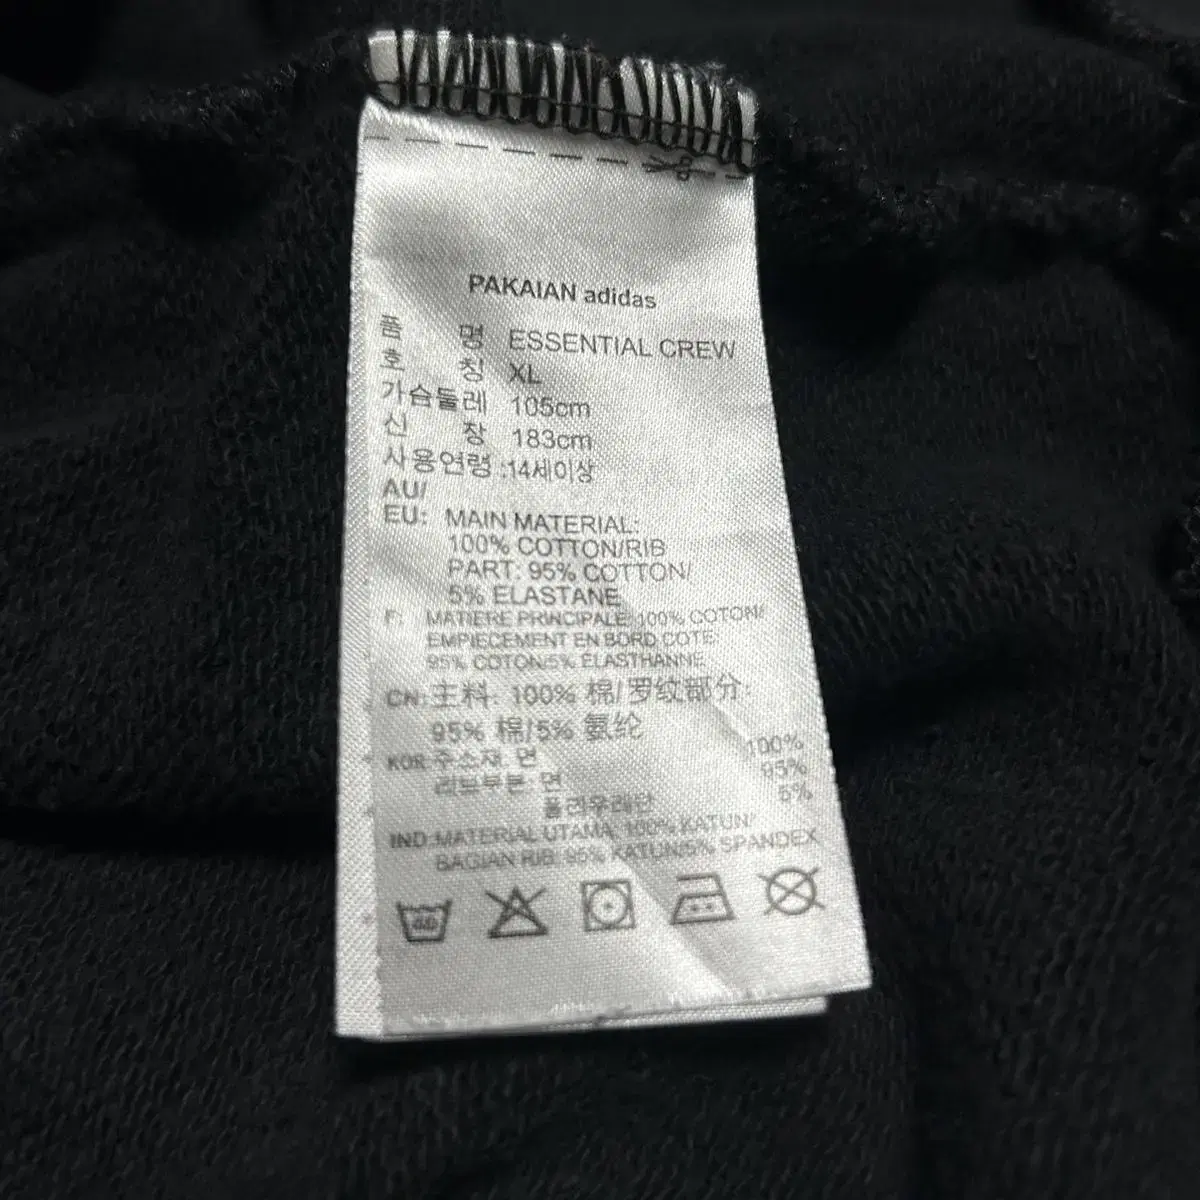 PAKAIAN adidas
품 명 ESSENTIAL CREW
호 칭 XL
가슴둘레 105cm
신 장 183cm
사용연령 :14세이상
AU/
EU: MAIN MATERIAL:
100% COTTON/RIB
PART: 95% COTTON/
5% ELASTANE
F: MATIERE PRINCIPALE: 100% COTON/
EMPIECEMENT EN BORD COTE:
95% COTON/5% ELASTHANNE
CN: 主料: 100% 棉/罗纹部分:
95% 棉/5% 氨纶
KOR:주소재: 면 100%
리브부분: 면 95%
폴리우레탄 5%
IND:MATERIAL UTAMA: 100% KATUN/
BAGIAN RIB: 95% KATUN/5% SPANDEX